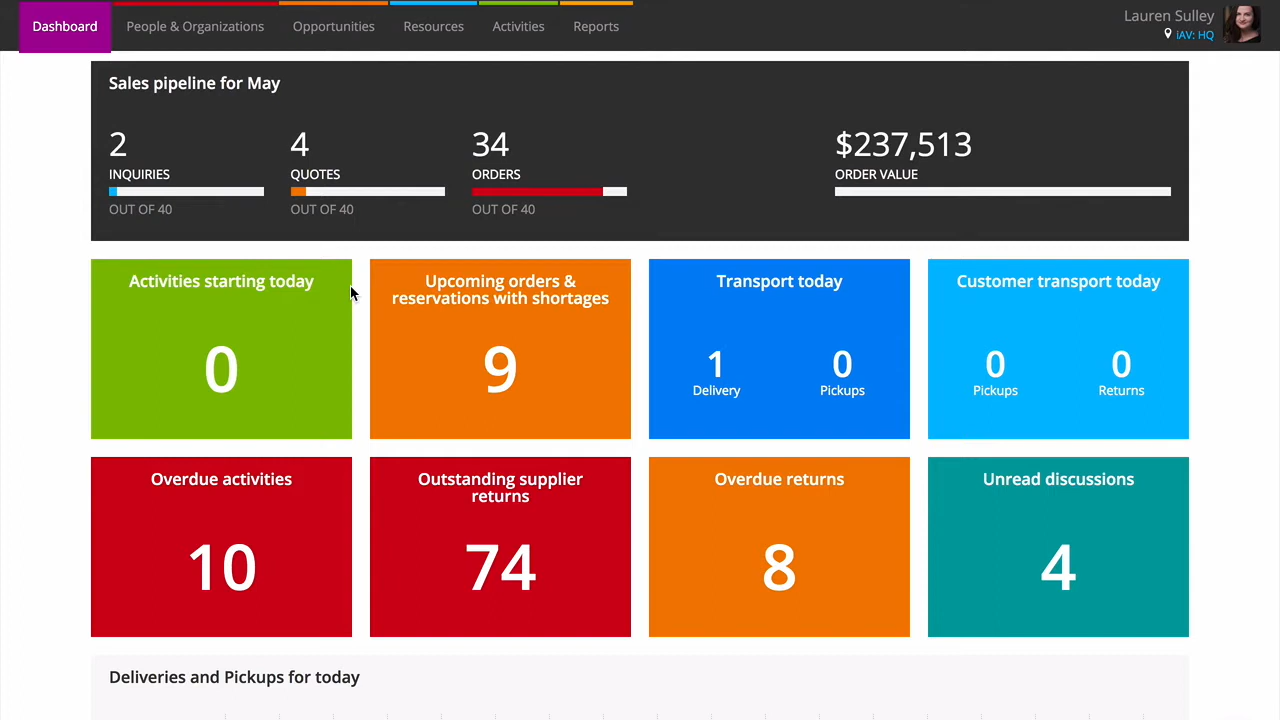 Dashboard People & Organizations Opportunities Resources Activities Reports
Lauren Sulley
IAV: HQ
Sales pipeline for May
2 4 34 $237,513
INQUIRIES QUOTES ORDERS ORDER VALUE
OUT OF 40 OUT OF 40 OUT OF 40
Activities starting today
0
Upcoming orders &
reservations with shortages
9
Transport today
1 0
Delivery Pickups
Customer transport today
0 0
Pickups Returns
Overdue activities
10
Outstanding supplier
returns
74
Overdue returns
8
Unread discussions
4
Deliveries and Pickups for today